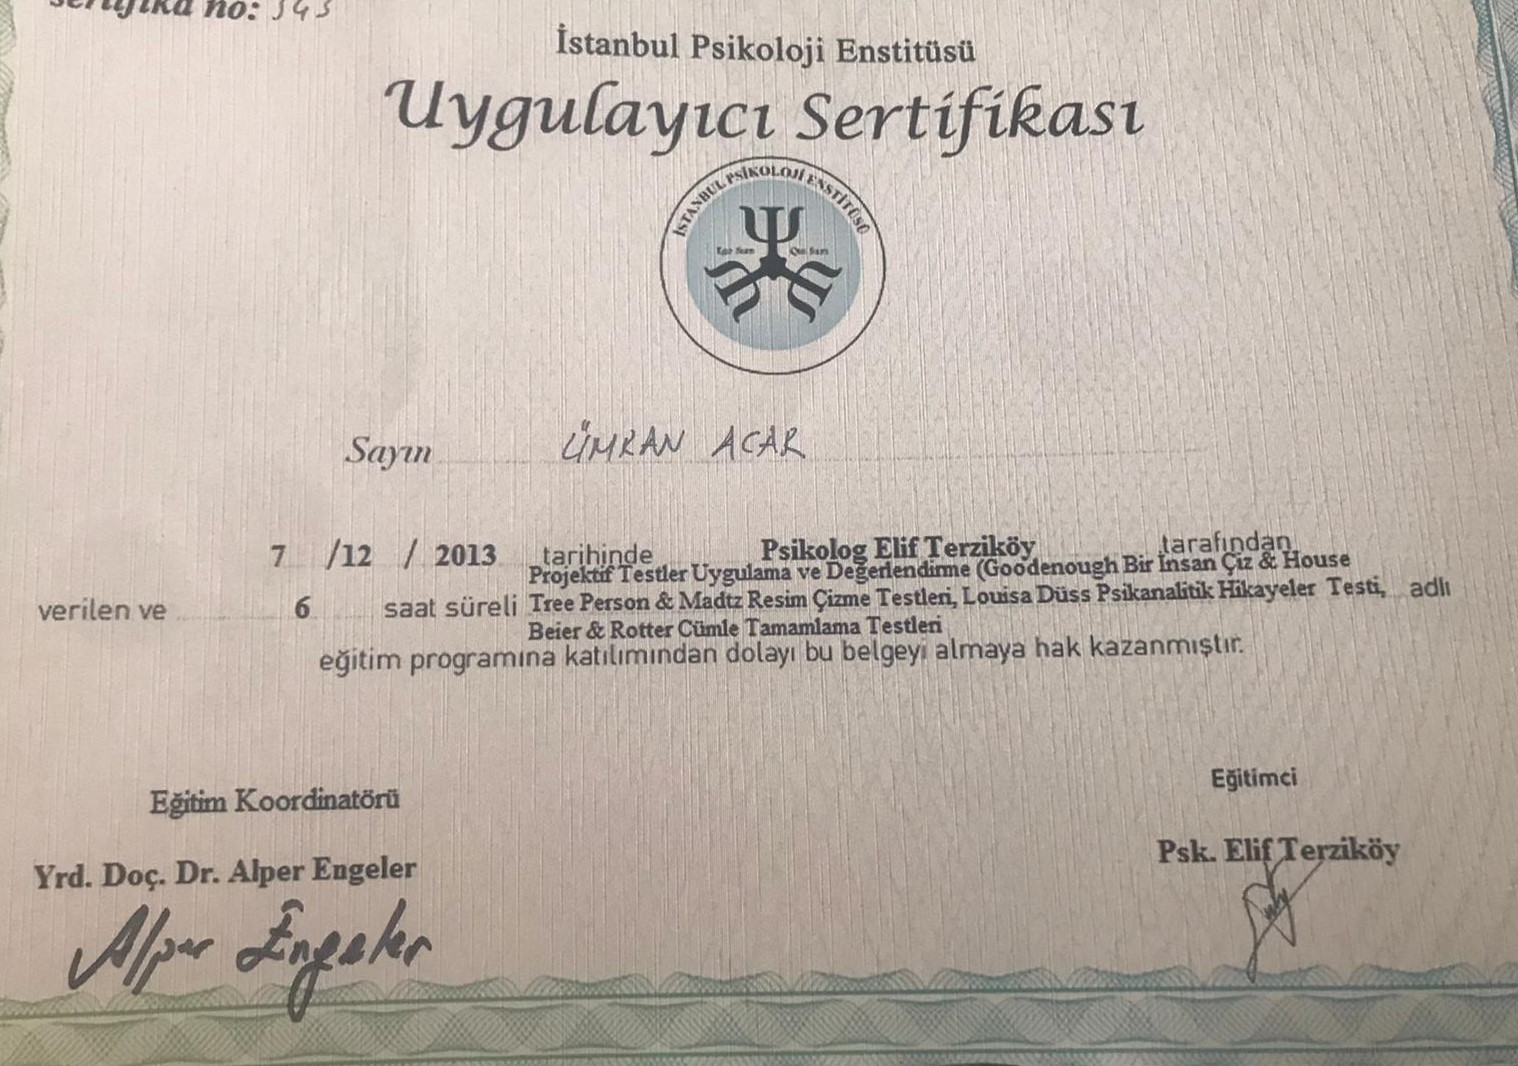 sertifika no: 343
İstanbul Psikoloji Enstitüsü
Uygulayıcı Sertifikası
İSTANBUL PSİKOLOJİ ENSTİTÜSÜ
Sayın ÜMRAN ACAR
7 /12 / 2013 tarihinde Psikolog Elif Terziköy tarafından
Projektif Testler Uygulama ve Değerlendirme (Goodenough Bir İnsan Çiz & House
verilen ve 6 saat süreli Tree Person & Madtz Resim Çizme Testleri, Louisa Düss Psikanalitik Hikayeler Testi, adlı
Beier & Rotter Cümle Tamamlama Testleri
eğitim programına katılımından dolayı bu belgeyi almaya hak kazanmıştır.
Eğitimci
Eğitim Koordinatörü
Psk. Elif Terziköy
Yrd. Doç. Dr. Alper Engeler
Alper Engeler